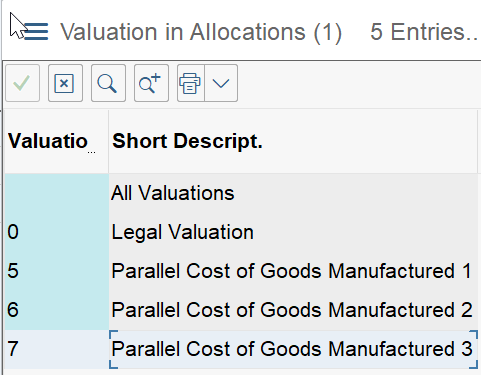 Valuation in Allocations (1) 5 Entries..
Valuatio... Short Descript.
All Valuations
0 Legal Valuation
5 Parallel Cost of Goods Manufactured 1
6 Parallel Cost of Goods Manufactured 2
7 Parallel Cost of Goods Manufactured 3